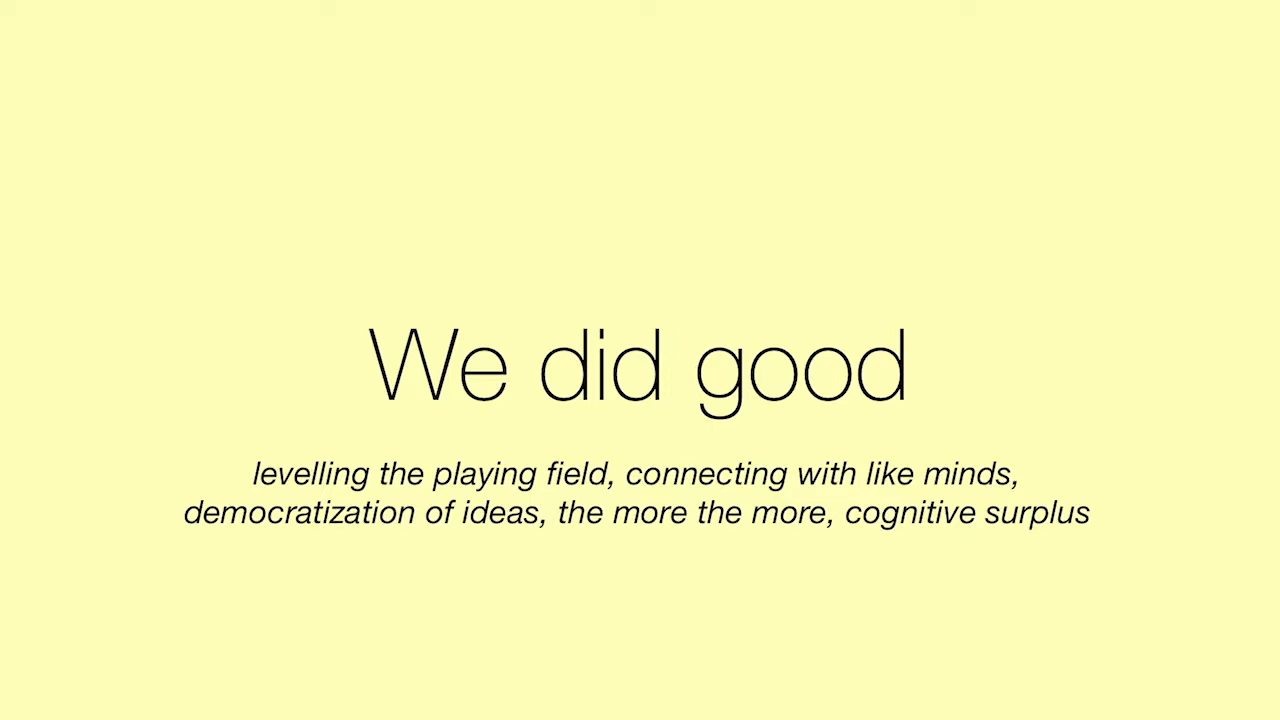 We did good
levelling the playing field, connecting with like minds,
democratization of ideas, the more the more, cognitive surplus